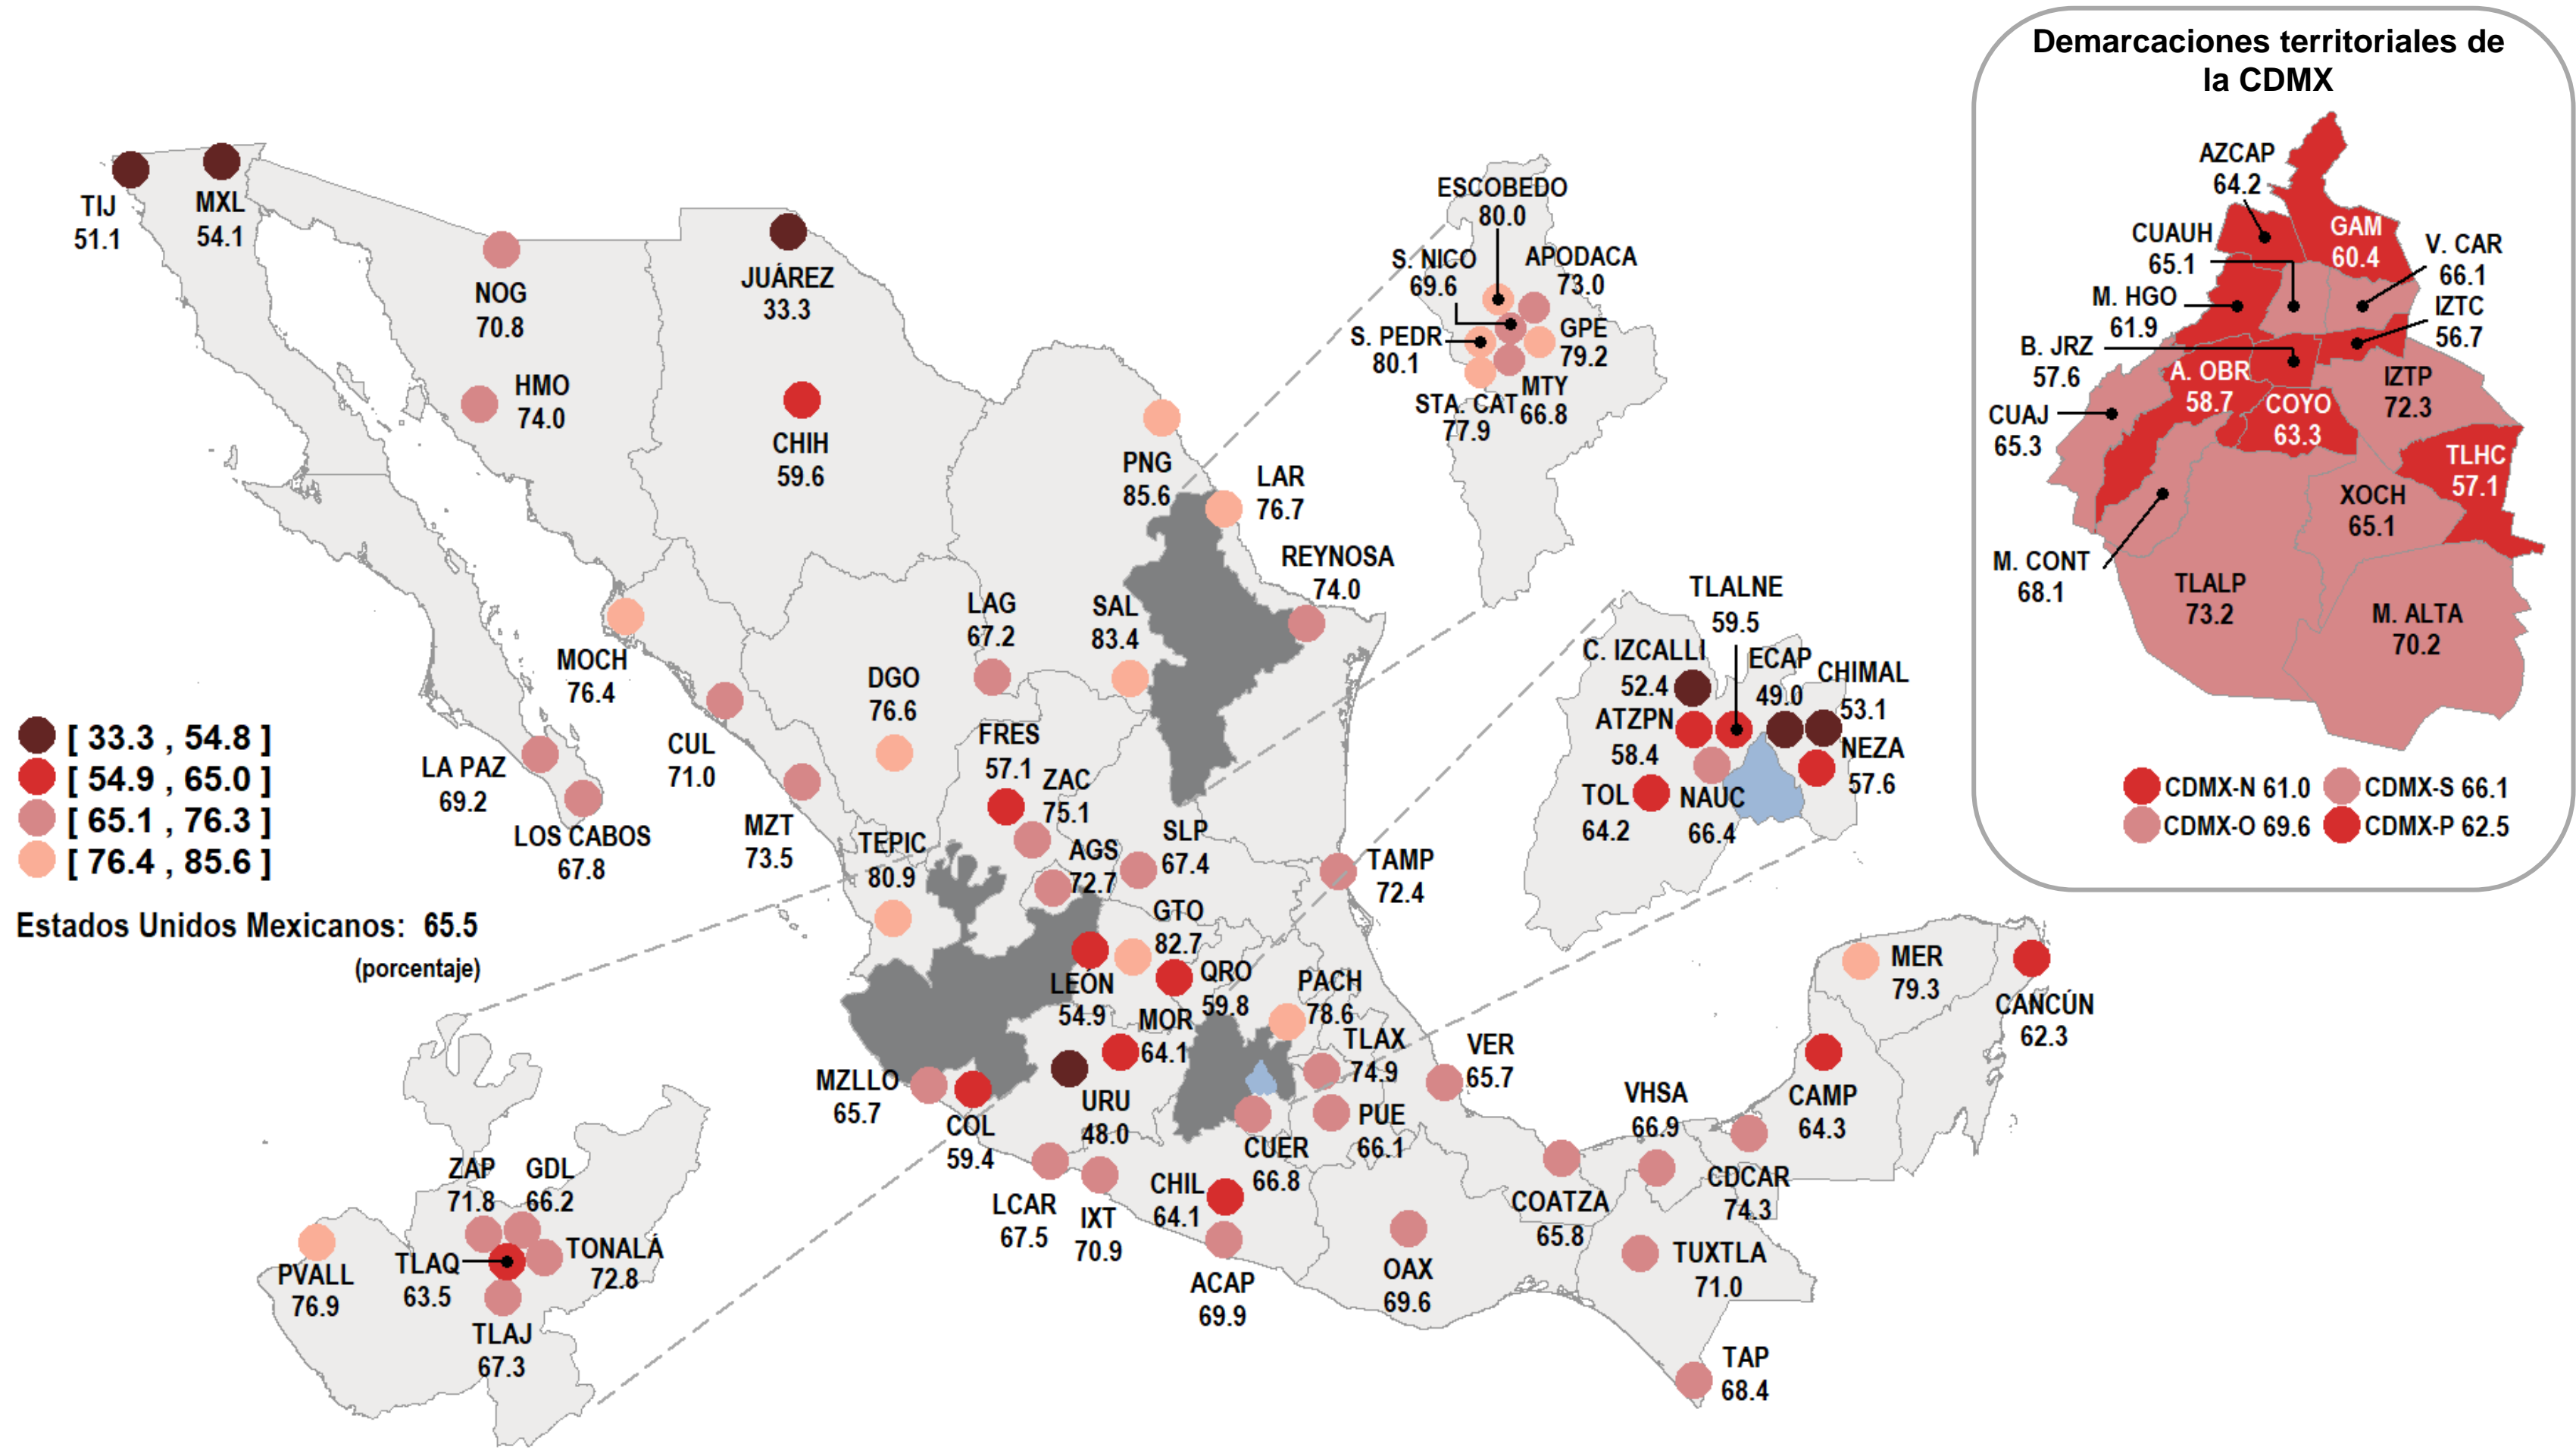 Demarcaciones territoriales de
la CDMX
AZCAP
64.2
GAM
60.4
CUAUH
65.1
V. CAR
66.1
M. HGO
61.9
IZTC
56.7
B. JRZ
57.6
A. OBR
58.7
IZTP
72.3
CUAJ
65.3
COYO
63.3
TLHC
57.1
XOCH
65.1
M. CONT
68.1
TLALP
73.2
M. ALTA
70.2
CDMX-N 61.0
CDMX-S 66.1
CDMX-O 69.6
CDMX-P 62.5
TIJ
51.1
MXL
54.1
NOG
70.8
HMO
74.0
JUÁREZ
33.3
CHIH
59.6
PNG
85.6
LAR
76.7
REYNOSA
74.0
LAG
67.2
SAL
83.4
MOCH
76.4
DGO
76.6
CUL
71.0
LA PAZ
69.2
LOS CABOS
67.8
MZT
73.5
FRES
57.1
ZAC
75.1
TEPIC
80.9
AGS
72.7
SLP
67.4
TAMP
72.4
GTO
82.7
LEÓN
54.9
QRO
59.8
PACH
78.6
MOR
64.1
TLAX
74.9
MZLLO
65.7
COL
59.4
URU
48.0
VER
65.7
PUE
66.1
CUER
66.8
LCAR
67.5
IXT
70.9
CHIL
64.1
ACAP
69.9
OAX
69.6
COATZA
65.8
VHSA
66.9
CDCAR
74.3
CAMP
64.3
MER
79.3
CANCÚN
62.3
TUXTLA
71.0
TAP
68.4
ESCOBEDO
80.0
S. NICO
69.6
APODACA
73.0
S. PEDR
80.1
GPE
79.2
STA. CAT
77.9
MTY
66.8
TLALNE
59.5
C. IZCALLI
52.4
ECAP
49.0
CHIMAL
53.1
ATZPN
58.4
NEZA
57.6
TOL
64.2
NAUC
66.4
ZAP
71.8
GDL
66.2
PVALL
76.9
TLAQ
63.5
TONALÁ
72.8
TLAJ
67.3
[ 33.3 , 54.8 ]
[ 54.9 , 65.0 ]
[ 65.1 , 76.3 ]
[ 76.4 , 85.6 ]
Estados Unidos Mexicanos: 65.5
(porcentaje)